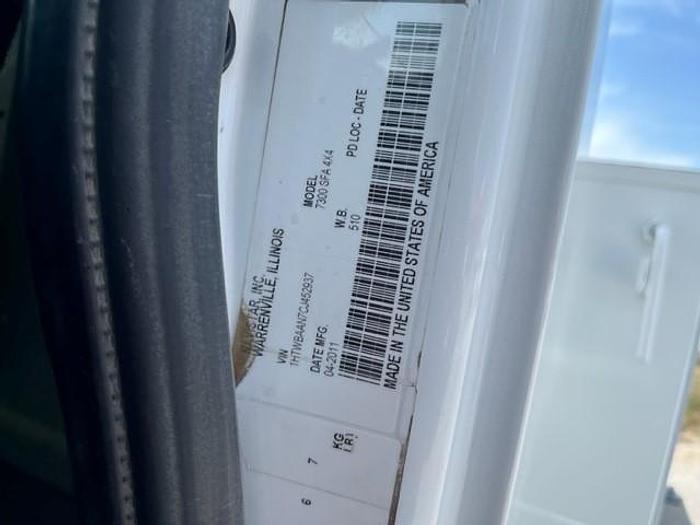 INC.
WARRENVILLE, ILLINOIS
VIN
1HTWBAAN7CJ452937
MODEL
7300 SFA 4X4
DATE MFG.
04-2011
W.B.
510
PD LOC - DATE
MADE IN THE UNITED STATES OF AMERICA
6
7
KG